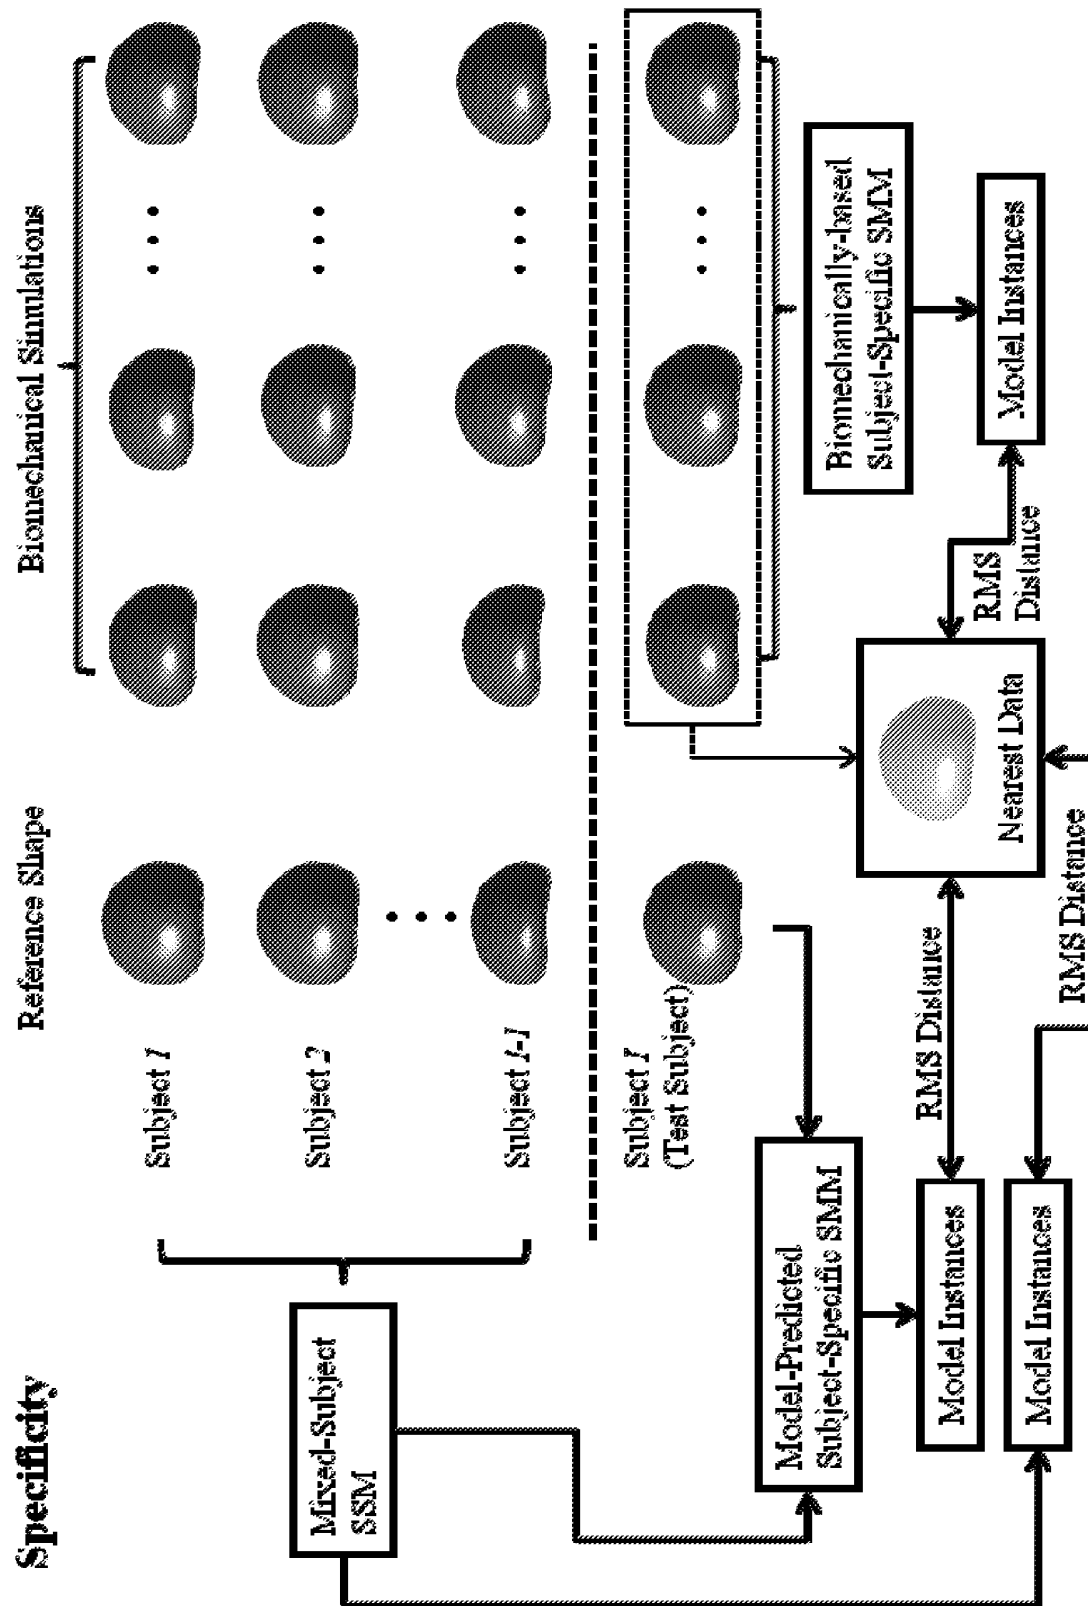 Specificity
Reference Shape
Biomechanical Simulations
Subject 1
Subject 2
Subject I-1
Mixed-Subject
SSM
Subject I
(Test Subject)
Model-Predicted
Subject-Specific SMM
Biomechanically-based
Subject-Specific SMM
Model Instances
RMS Distance
Nearest Data
RMS
Distance
Model Instances
Model Instances
RMS Distance